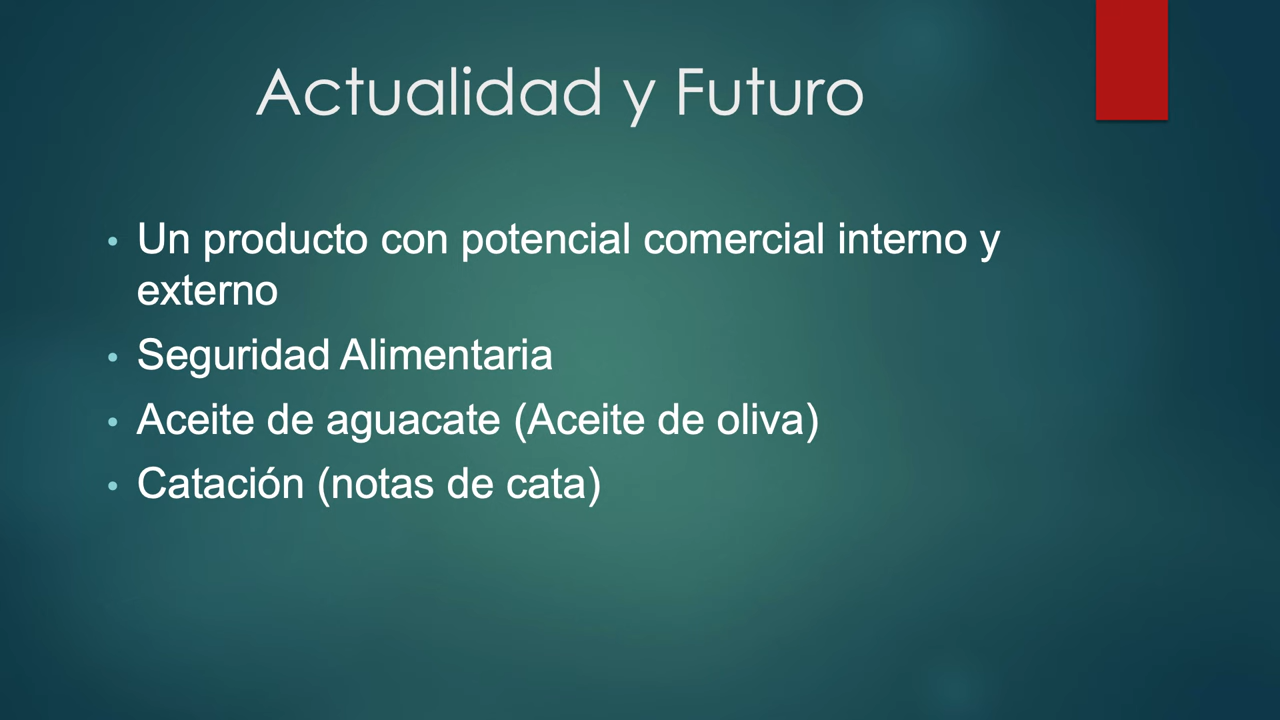 Actualidad y Futuro
• Un producto con potencial comercial interno y
externo
• Seguridad Alimentaria
• Aceite de aguacate (Aceite de oliva)
• Catación (notas de cata)